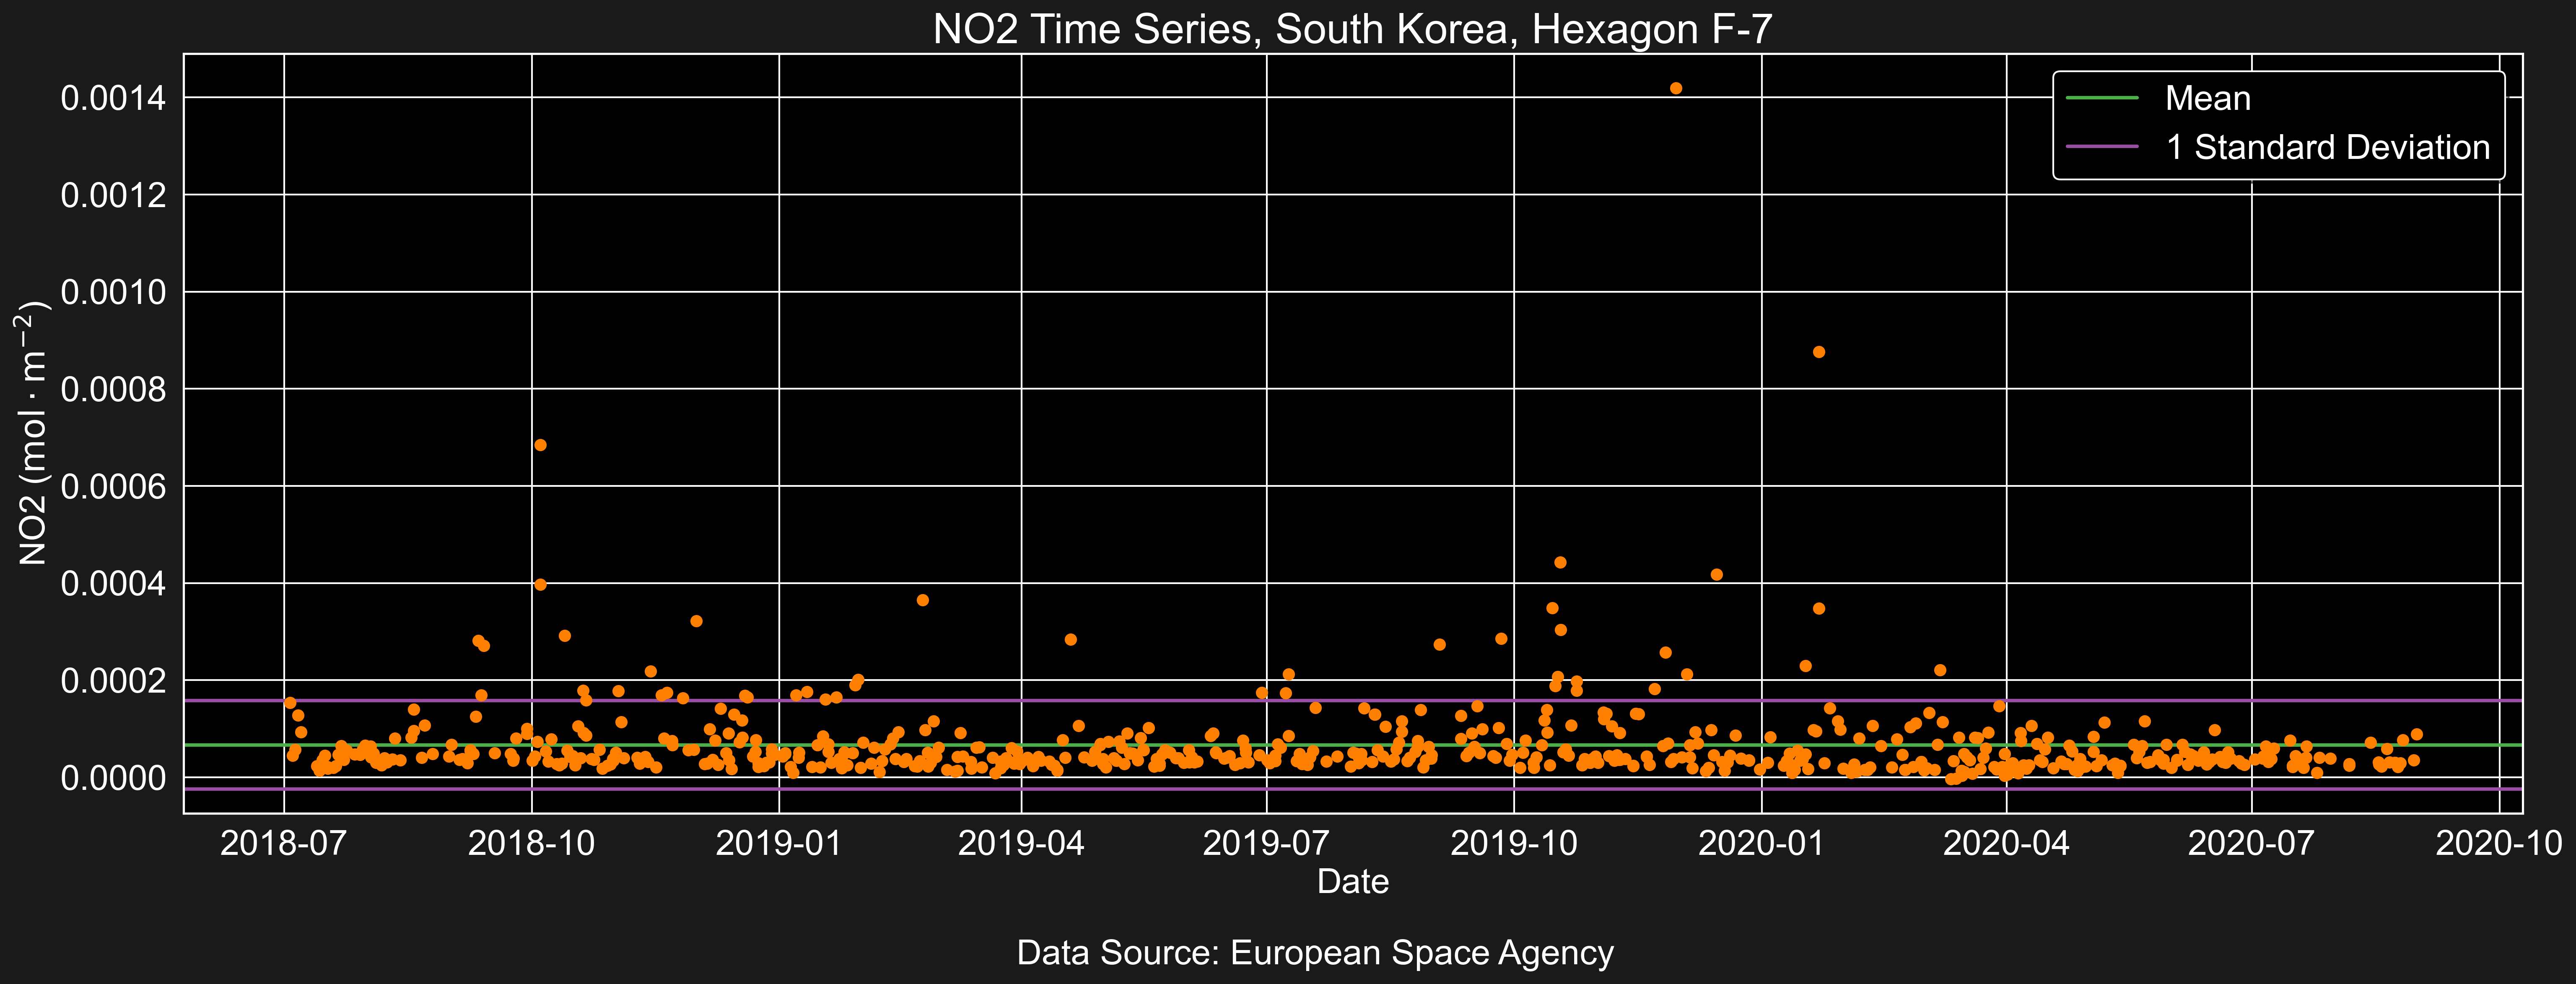 NO2 Time Series, South Korea, Hexagon F-7
Mean
1 Standard Deviation
NO2 (mol · m⁻²)
0.0014
0.0012
0.0010
0.0008
0.0006
0.0004
0.0002
0.0000
2018-07 2018-10 2019-01 2019-04 2019-07 2019-10 2020-01 2020-04 2020-07 2020-10
Date
Data Source: European Space Agency